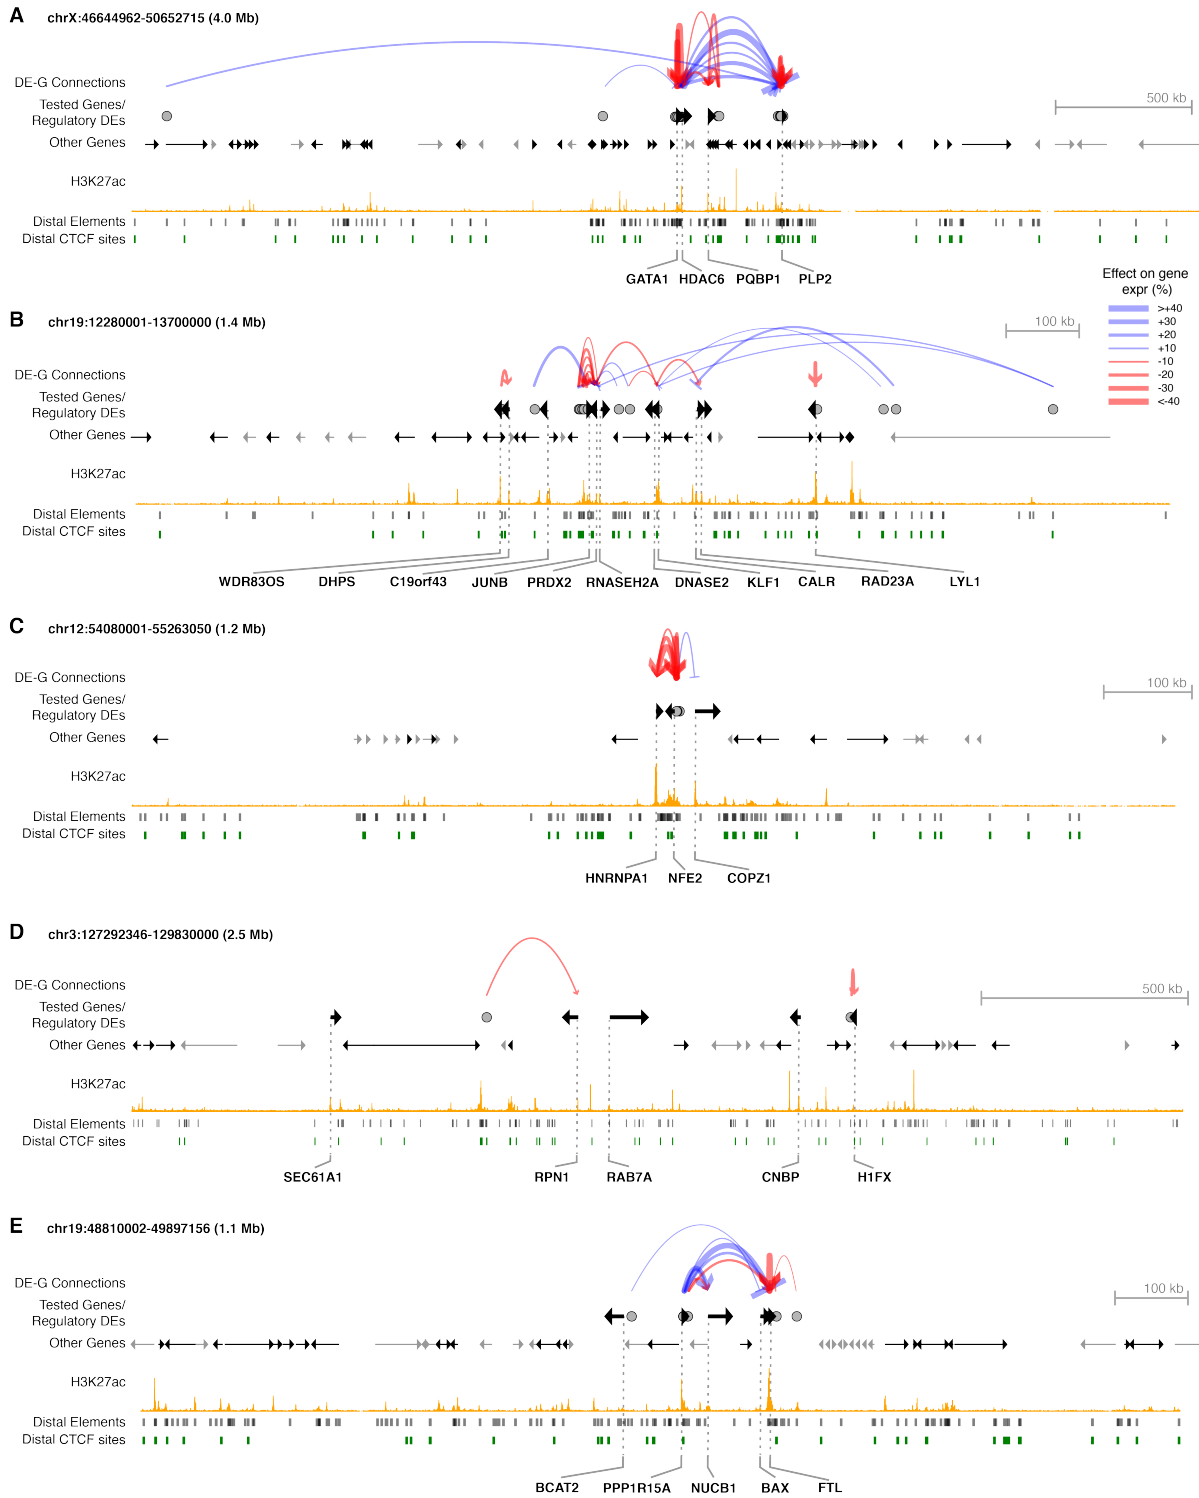 A chrX:46644962-50652715 (4.0 Mb)
DE-G Connections
500 kb
Tested Genes/
Regulatory DEs
Other Genes
H3K27ac
Distal Elements
Distal CTCF sites
GATA1 HDAC6 PQBP1 PLP2
Effect on gene
expr (%)
>+40
+30
+20
+10
-10
-20
-30
<-40
B chr19:12280001-13700000 (1.4 Mb)
100 kb
DE-G Connections
Tested Genes/
Regulatory DEs
Other Genes
H3K27ac
Distal Elements
Distal CTCF sites
WDR83OS DHPS C19orf43 JUNB PRDX2 RNASEH2A DNASE2 KLF1 CALR RAD23A LYL1
C chr12:54080001-55263050 (1.2 Mb)
DE-G Connections
100 kb
Tested Genes/
Regulatory DEs
Other Genes
H3K27ac
Distal Elements
Distal CTCF sites
HNRNPA1 NFE2 COPZ1
D chr3:127292346-129830000 (2.5 Mb)
DE-G Connections
500 kb
Tested Genes/
Regulatory DEs
Other Genes
H3K27ac
Distal Elements
Distal CTCF sites
SEC61A1 RPN1 RAB7A CNBP H1FX
E chr19:48810002-49897156 (1.1 Mb)
DE-G Connections
100 kb
Tested Genes/
Regulatory DEs
Other Genes
H3K27ac
Distal Elements
Distal CTCF sites
BCAT2 PPP1R15A NUCB1 BAX FTL